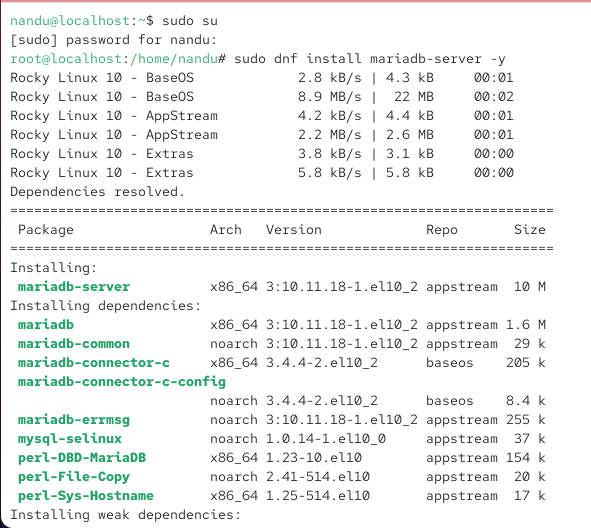 nandu@localhost:~$ sudo su
[sudo] password for nandu:
root@localhost:/home/nandu# sudo dnf install mariadb-server -y
Rocky Linux 10 - BaseOS             2.8 kB/s | 4.3 kB     00:01
Rocky Linux 10 - BaseOS             8.9 MB/s |  22 MB     00:02
Rocky Linux 10 - AppStream          4.2 kB/s | 4.4 kB     00:01
Rocky Linux 10 - AppStream          2.2 MB/s | 2.6 MB     00:01
Rocky Linux 10 - Extras             3.8 kB/s | 3.1 kB     00:00
Rocky Linux 10 - Extras             5.8 kB/s | 5.8 kB     00:00
Dependencies resolved.
====================================================================
 Package                 Arch   Version             Repo       Size
====================================================================
Installing:
 mariadb-server          x86_64 3:10.11.18-1.el10_2 appstream  10 M
Installing dependencies:
 mariadb                 x86_64 3:10.11.18-1.el10_2 appstream 1.6 M
 mariadb-common          noarch 3:10.11.18-1.el10_2 appstream  29 k
 mariadb-connector-c     x86_64 3.4.4-2.el10_2      baseos    205 k
 mariadb-connector-c-config
                         noarch 3.4.4-2.el10_2      baseos    8.4 k
 mariadb-errmsg          noarch 3:10.11.18-1.el10_2 appstream 255 k
 mysql-selinux           noarch 1.0.14-1.el10_0     appstream  37 k
 perl-DBD-MariaDB        x86_64 1.23-10.el10        appstream 154 k
 perl-File-Copy          noarch 2.41-514.el10       appstream  20 k
 perl-Sys-Hostname       x86_64 1.25-514.el10       appstream  17 k
Installing weak dependencies: